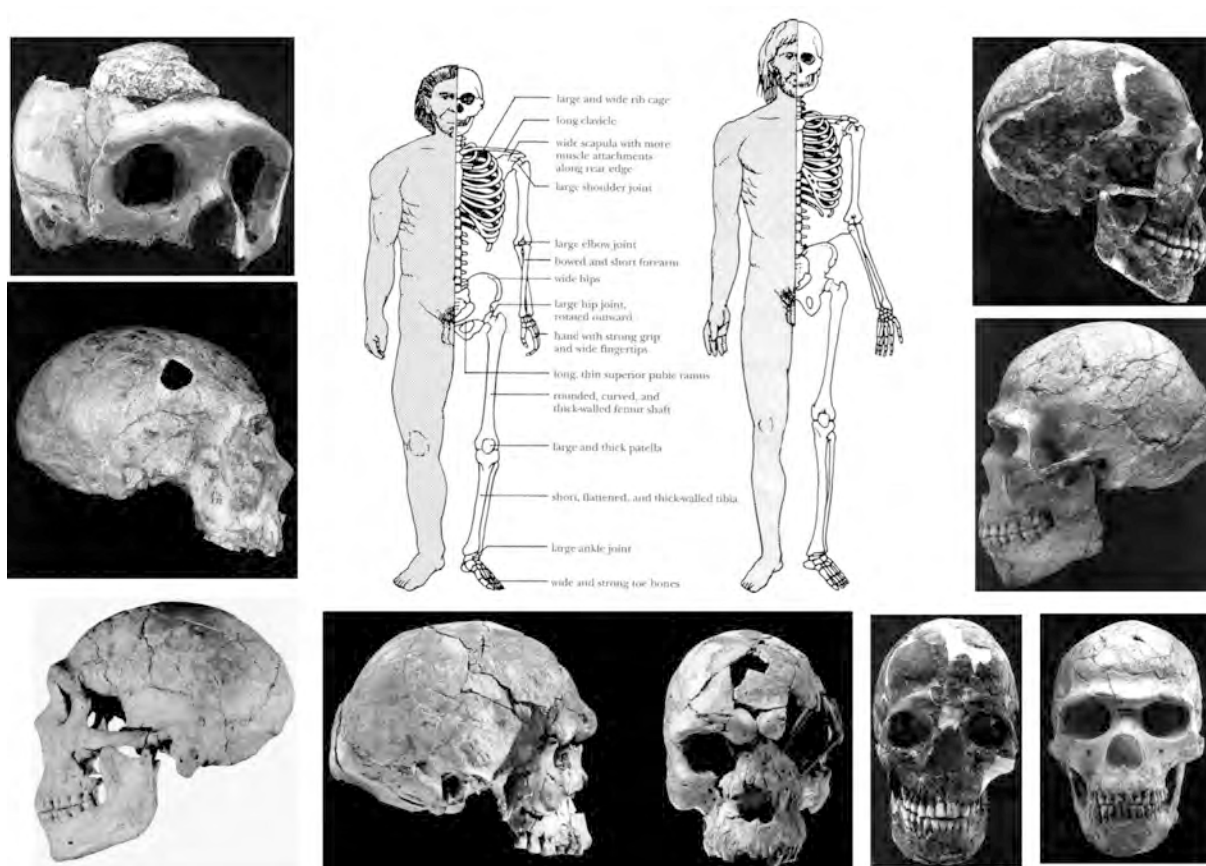 large and wide rib cage
long clavicle
wide scapula with more
muscle attachments
along rear edge
large shoulder joint
large elbow joint
bowed and short forearm
wide hips
large hip joint,
rotated outward
hand with strong grip
and wide fingertips
long, thin superior pubic ramus
rounded, curved, and
thick-walled femur shaft
large and thick patella
short, flattened, and thick-walled tibia
large ankle joint
wide and strong toe bones